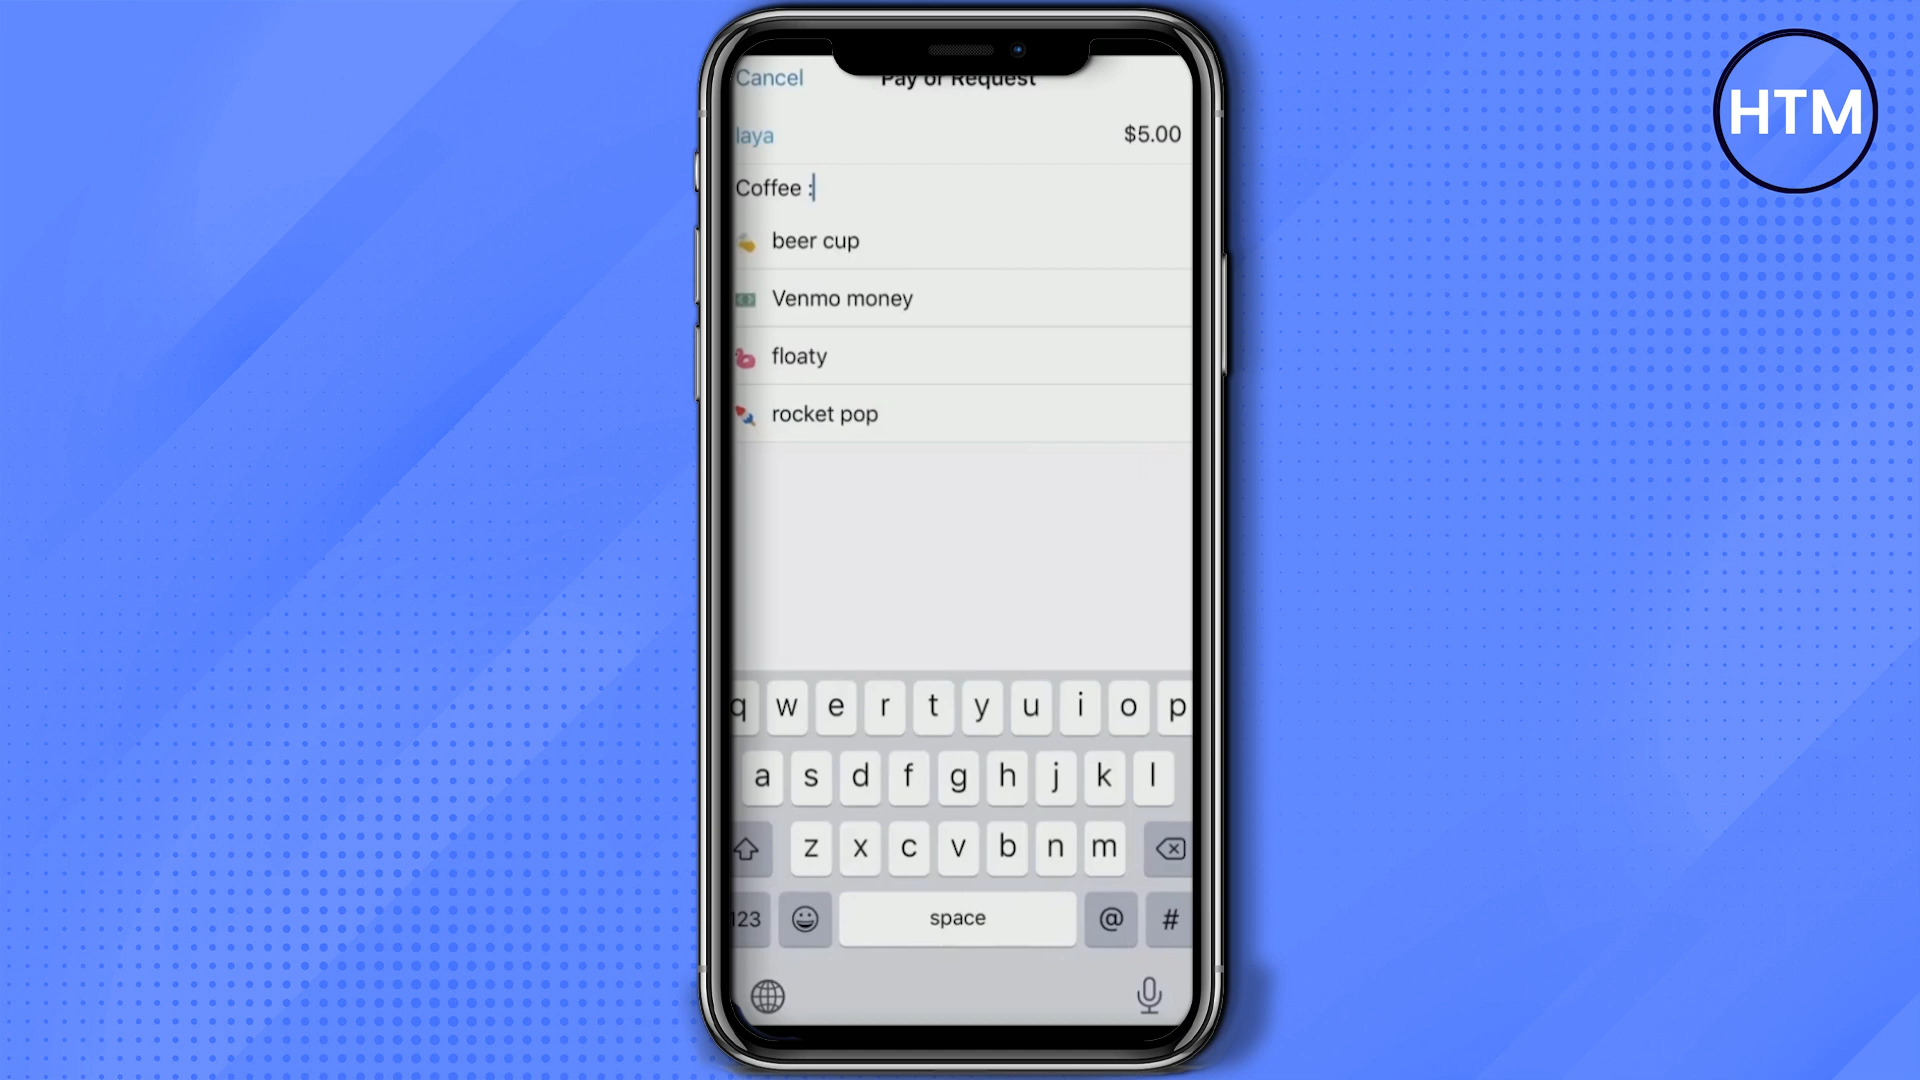 HTM
Cancel Pay or Request
laya $5.00
Coffee :
beer cup
Venmo money
floaty
rocket pop
q w e r t y u i o p
a s d f g h j k l
z x c v b n m
123 space @ #